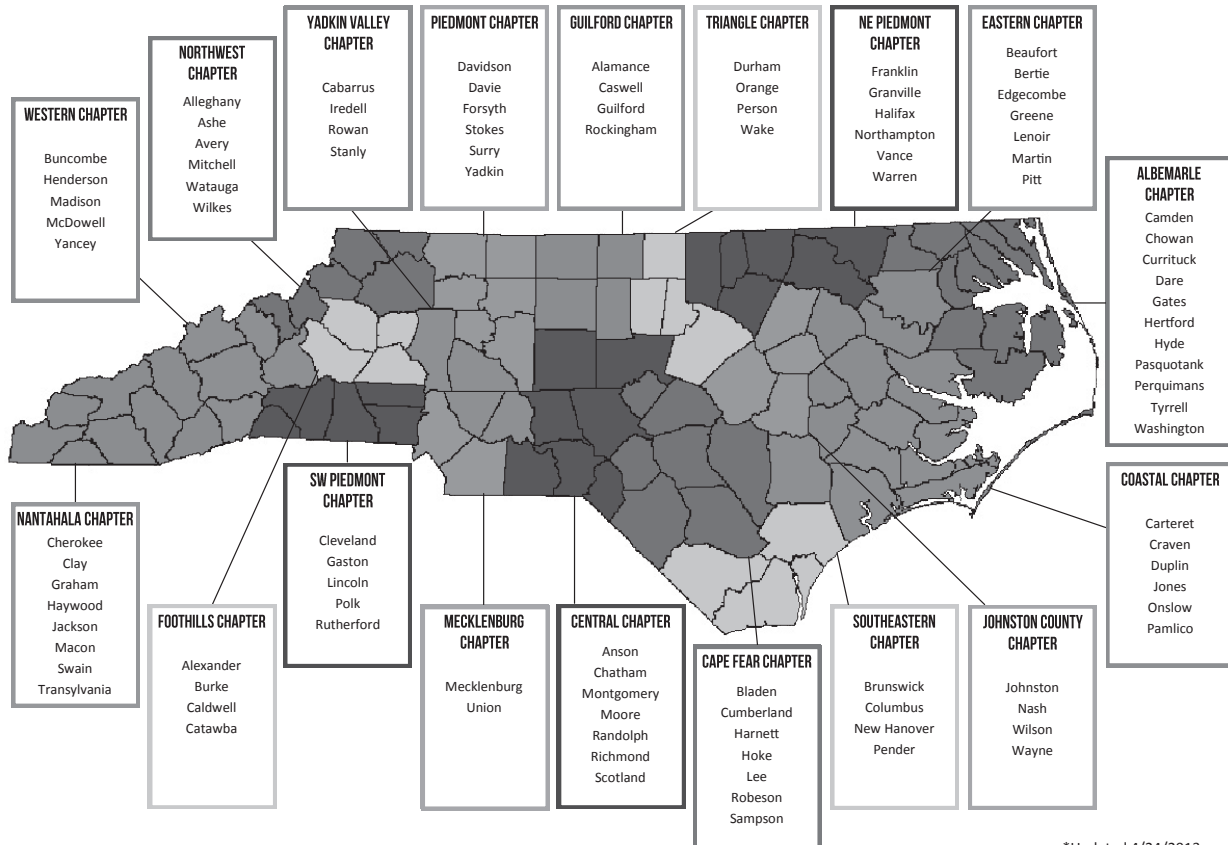 YADKIN VALLEY
CHAPTER
Cabarrus
Iredell
Rowan
Stanly
PIEDMONT CHAPTER
Davidson
Davie
Forsyth
Stokes
Surry
Yadkin
GUILFORD CHAPTER
Alamance
Caswell
Guilford
Rockingham
TRIANGLE CHAPTER
Durham
Orange
Person
Wake
NE PIEDMONT
CHAPTER
Franklin
Granville
Halifax
Northampton
Vance
Warren
EASTERN CHAPTER
Beaufort
Bertie
Edgecombe
Greene
Lenoir
Martin
Pitt
NORTHWEST
CHAPTER
Alleghany
Ashe
Avery
Mitchell
Watauga
Wilkes
WESTERN CHAPTER
Buncombe
Henderson
Madison
McDowell
Yancey
ALBEMARLE
CHAPTER
Camden
Chowan
Currituck
Dare
Gates
Hertford
Hyde
Pasquotank
Perquimans
Tyrrell
Washington
NANTAHALA CHAPTER
Cherokee
Clay
Graham
Haywood
Jackson
Macon
Swain
Transylvania
FOOTHILLS CHAPTER
Alexander
Burke
Caldwell
Catawba
SW PIEDMONT
CHAPTER
Cleveland
Gaston
Lincoln
Polk
Rutherford
MECKLENBURG
CHAPTER
Mecklenburg
Union
CENTRAL CHAPTER
Anson
Chatham
Montgomery
Moore
Randolph
Richmond
Scotland
CAPE FEAR CHAPTER
Bladen
Cumberland
Harnett
Hoke
Lee
Robeson
Sampson
SOUTHEASTERN
CHAPTER
Brunswick
Columbus
New Hanover
Pender
JOHNSTON COUNTY
CHAPTER
Johnston
Nash
Wilson
Wayne
COASTAL CHAPTER
Carteret
Craven
Duplin
Jones
Onslow
Pamlico